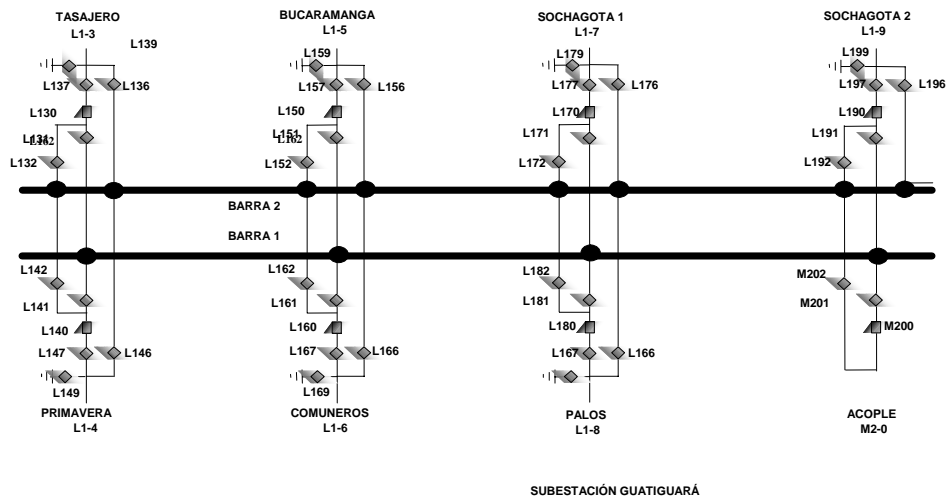 TASAJERO
L1-3
BUCARAMANGA
L1-5
SOCHAGOTA 1
L1-7
SOCHAGOTA 2
L1-9
L139
L159
L179
L199
L137
L136
L157
L156
L177
L176
L197
L196
L130
L150
L170
L190
L131
L162
L151
L162
L171
L191
L132
L152
L172
L192
BARRA 2
BARRA 1
L142
L162
L182
M202
L141
L161
L181
M201
L140
L160
L180
M200
L147
L146
L167
L166
L167
L166
L149
L169
PRIMAVERA
L1-4
COMUNEROS
L1-6
PALOS
L1-8
ACOPLE
M2-0
SUBESTACIÓN GUATIGUARÁ